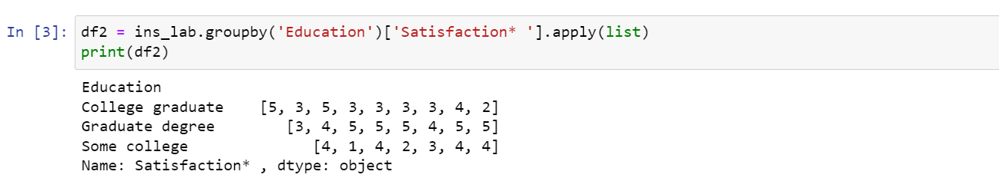 In [3]: df2 = ins_lab.groupby('Education')['Satisfaction* '].apply(list)
print(df2)
Education
College graduate    [5, 3, 5, 3, 3, 3, 3, 4, 2]
Graduate degree        [3, 4, 5, 5, 5, 4, 5, 5]
Some college              [4, 1, 4, 2, 3, 4, 4]
Name: Satisfaction* , dtype: object